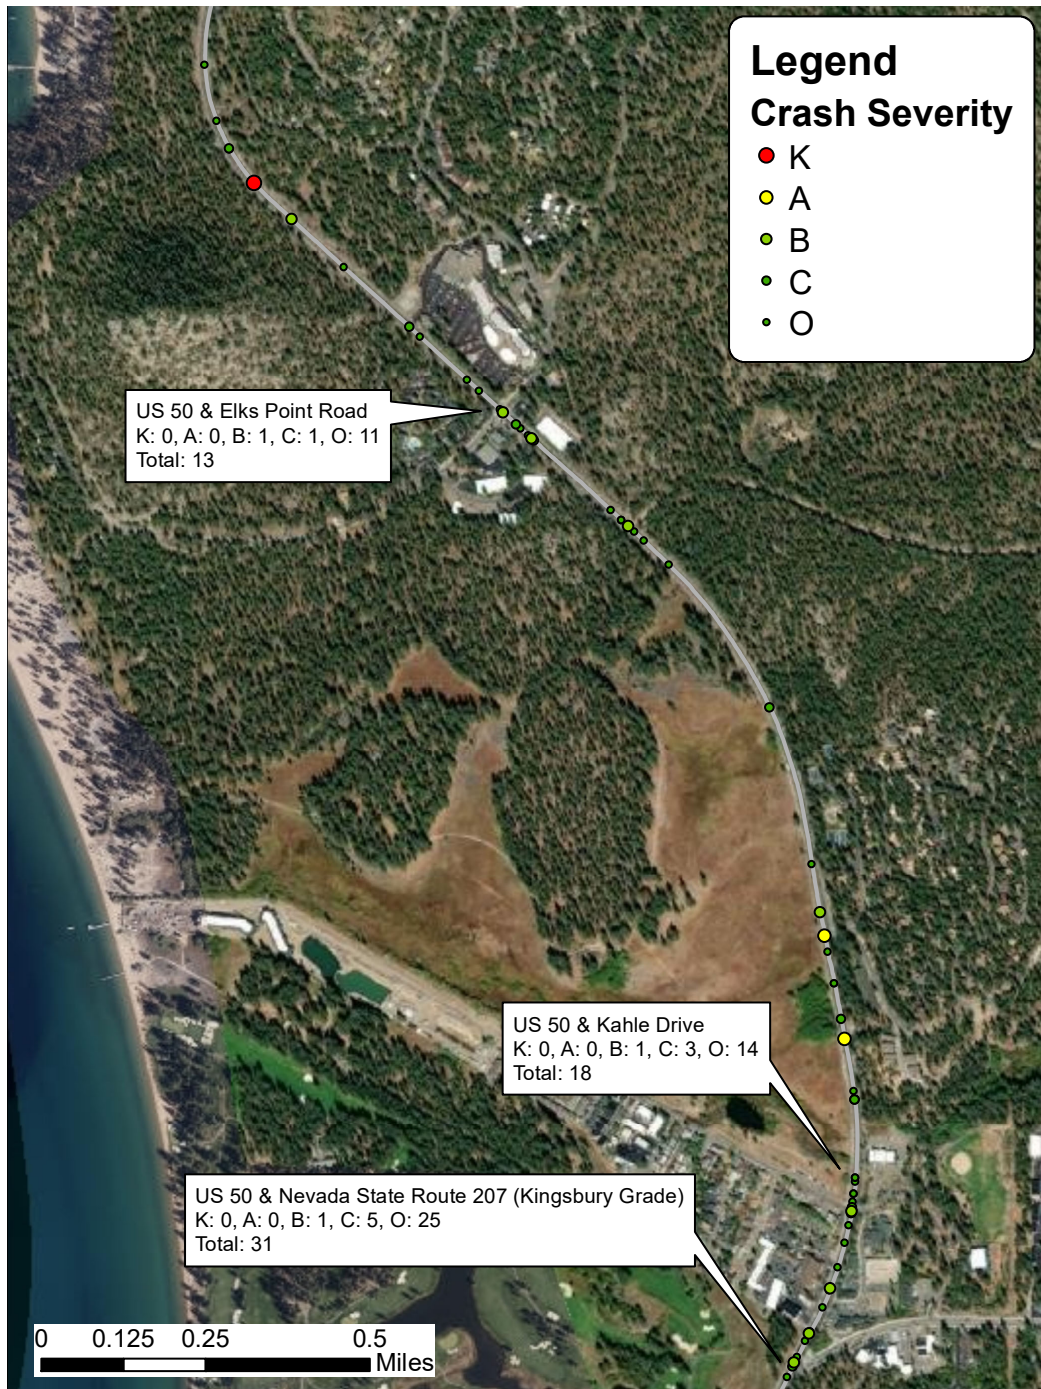 Legend
Crash Severity
K
A
B
C
O
US 50 & Elks Point Road
K: 0, A: 0, B: 1, C: 1, O: 11
Total: 13
US 50 & Kahle Drive
K: 0, A: 0, B: 1, C: 3, O: 14
Total: 18
US 50 & Nevada State Route 207 (Kingsbury Grade)
K: 0, A: 0, B: 1, C: 5, O: 25
Total: 31
0 0.125 0.25 0.5
Miles